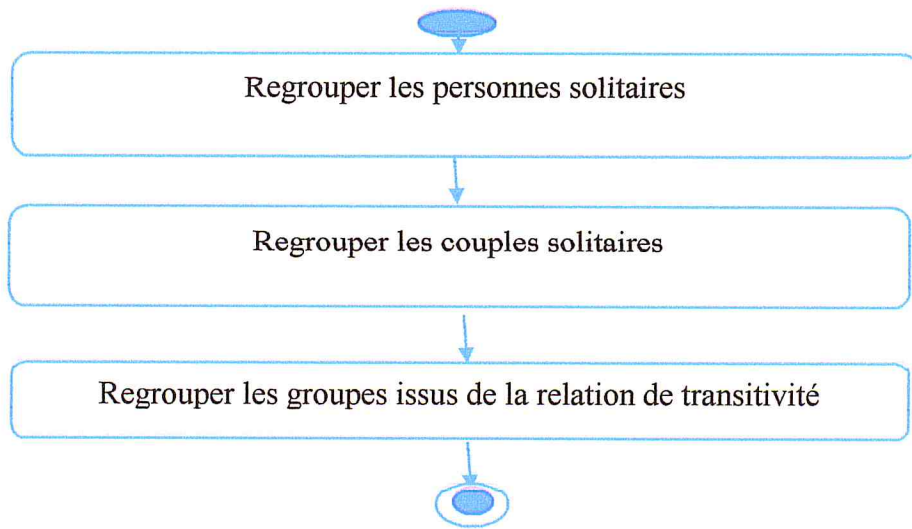 Regrouper les personnes solitaires
Regrouper les couples solitaires
Regrouper les groupes issus de la relation de transitivité